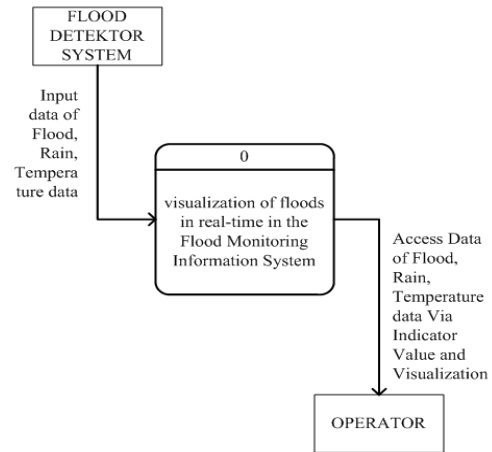 FLOOD
DETEKTOR
SYSTEM
Input
data of
Flood,
Rain,
Tempera
ture data
0
visualization of floods
in real-time in the
Flood Monitoring
Information System
Access Data
of Flood,
Rain,
Temperature
data Via
Indicator
Value and
Visualization
OPERATOR